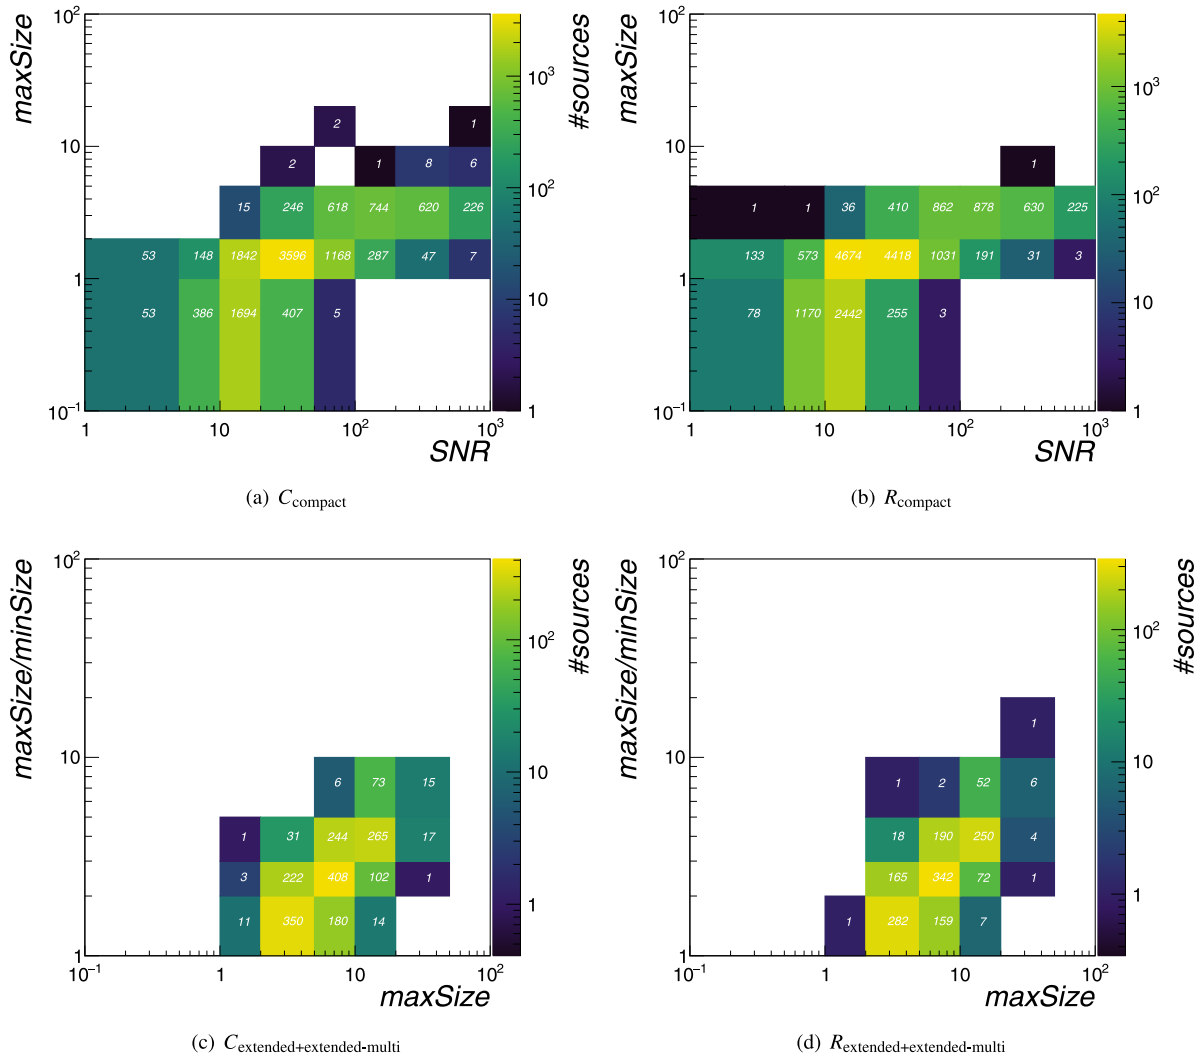 10² 10²
maxSize #sources maxSize #sources
10³ 10³
2 1
10 10
2 1 8 6 1
10² 10²
15 246 618 744 620 226 1 1 36 410 862 878 630 225
53 148 1842 3596 1168 287 47 7 133 573 4674 4418 1031 191 31 3
1 1
10 10
53 386 1694 407 5 78 1170 2442 255 3
10⁻¹ 1 10⁻¹ 1
1 10 10² 10³ 1 10 10² 10³
SNR SNR
(a) C_compact (b) R_compact
10² 10²
maxSize/minSize #sources maxSize/minSize #sources
10² 10²
1
10 10
6 73 15 1 2 52 6
10 10
1 31 244 265 17 18 190 250 4
3 222 408 102 1 165 342 72 1
1 1
11 350 180 14 1 282 159 7
1 1
10⁻¹ 1 10 10² 10⁻¹ 1 10 10²
maxSize maxSize
(c) C_extended+extended-multi (d) R_extended+extended-multi